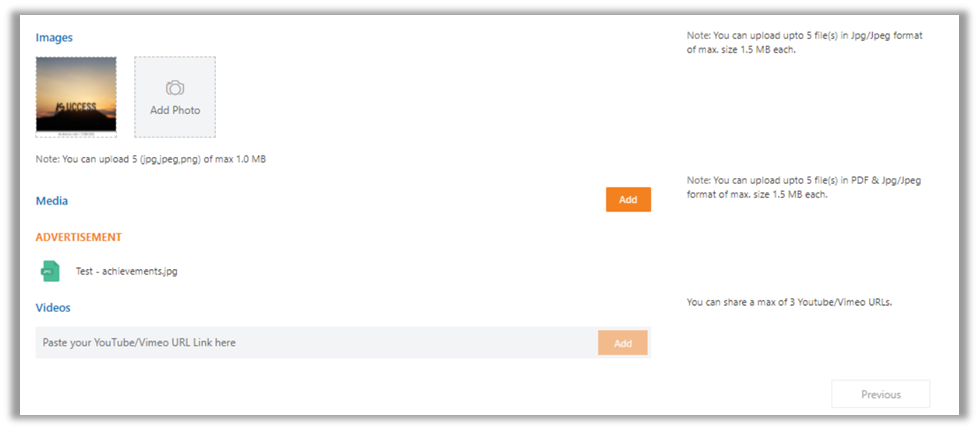 Images
Note: You can upload upto 5 file(s) in Jpg/Jpeg format
of max. size 1.5 MB each.
UCCESS
Add Photo
Note: You can upload 5 (jpg,jpeg,png) of max 1.0 MB
Note: You can upload upto 5 file(s) in PDF & Jpg/Jpeg
format of max. size 1.5 MB each.
Media
Add
ADVERTISEMENT
Test - achievements.jpg
Videos
You can share a max of 3 Youtube/Vimeo URLs.
Paste your YouTube/Vimeo URL Link here
Add
Previous